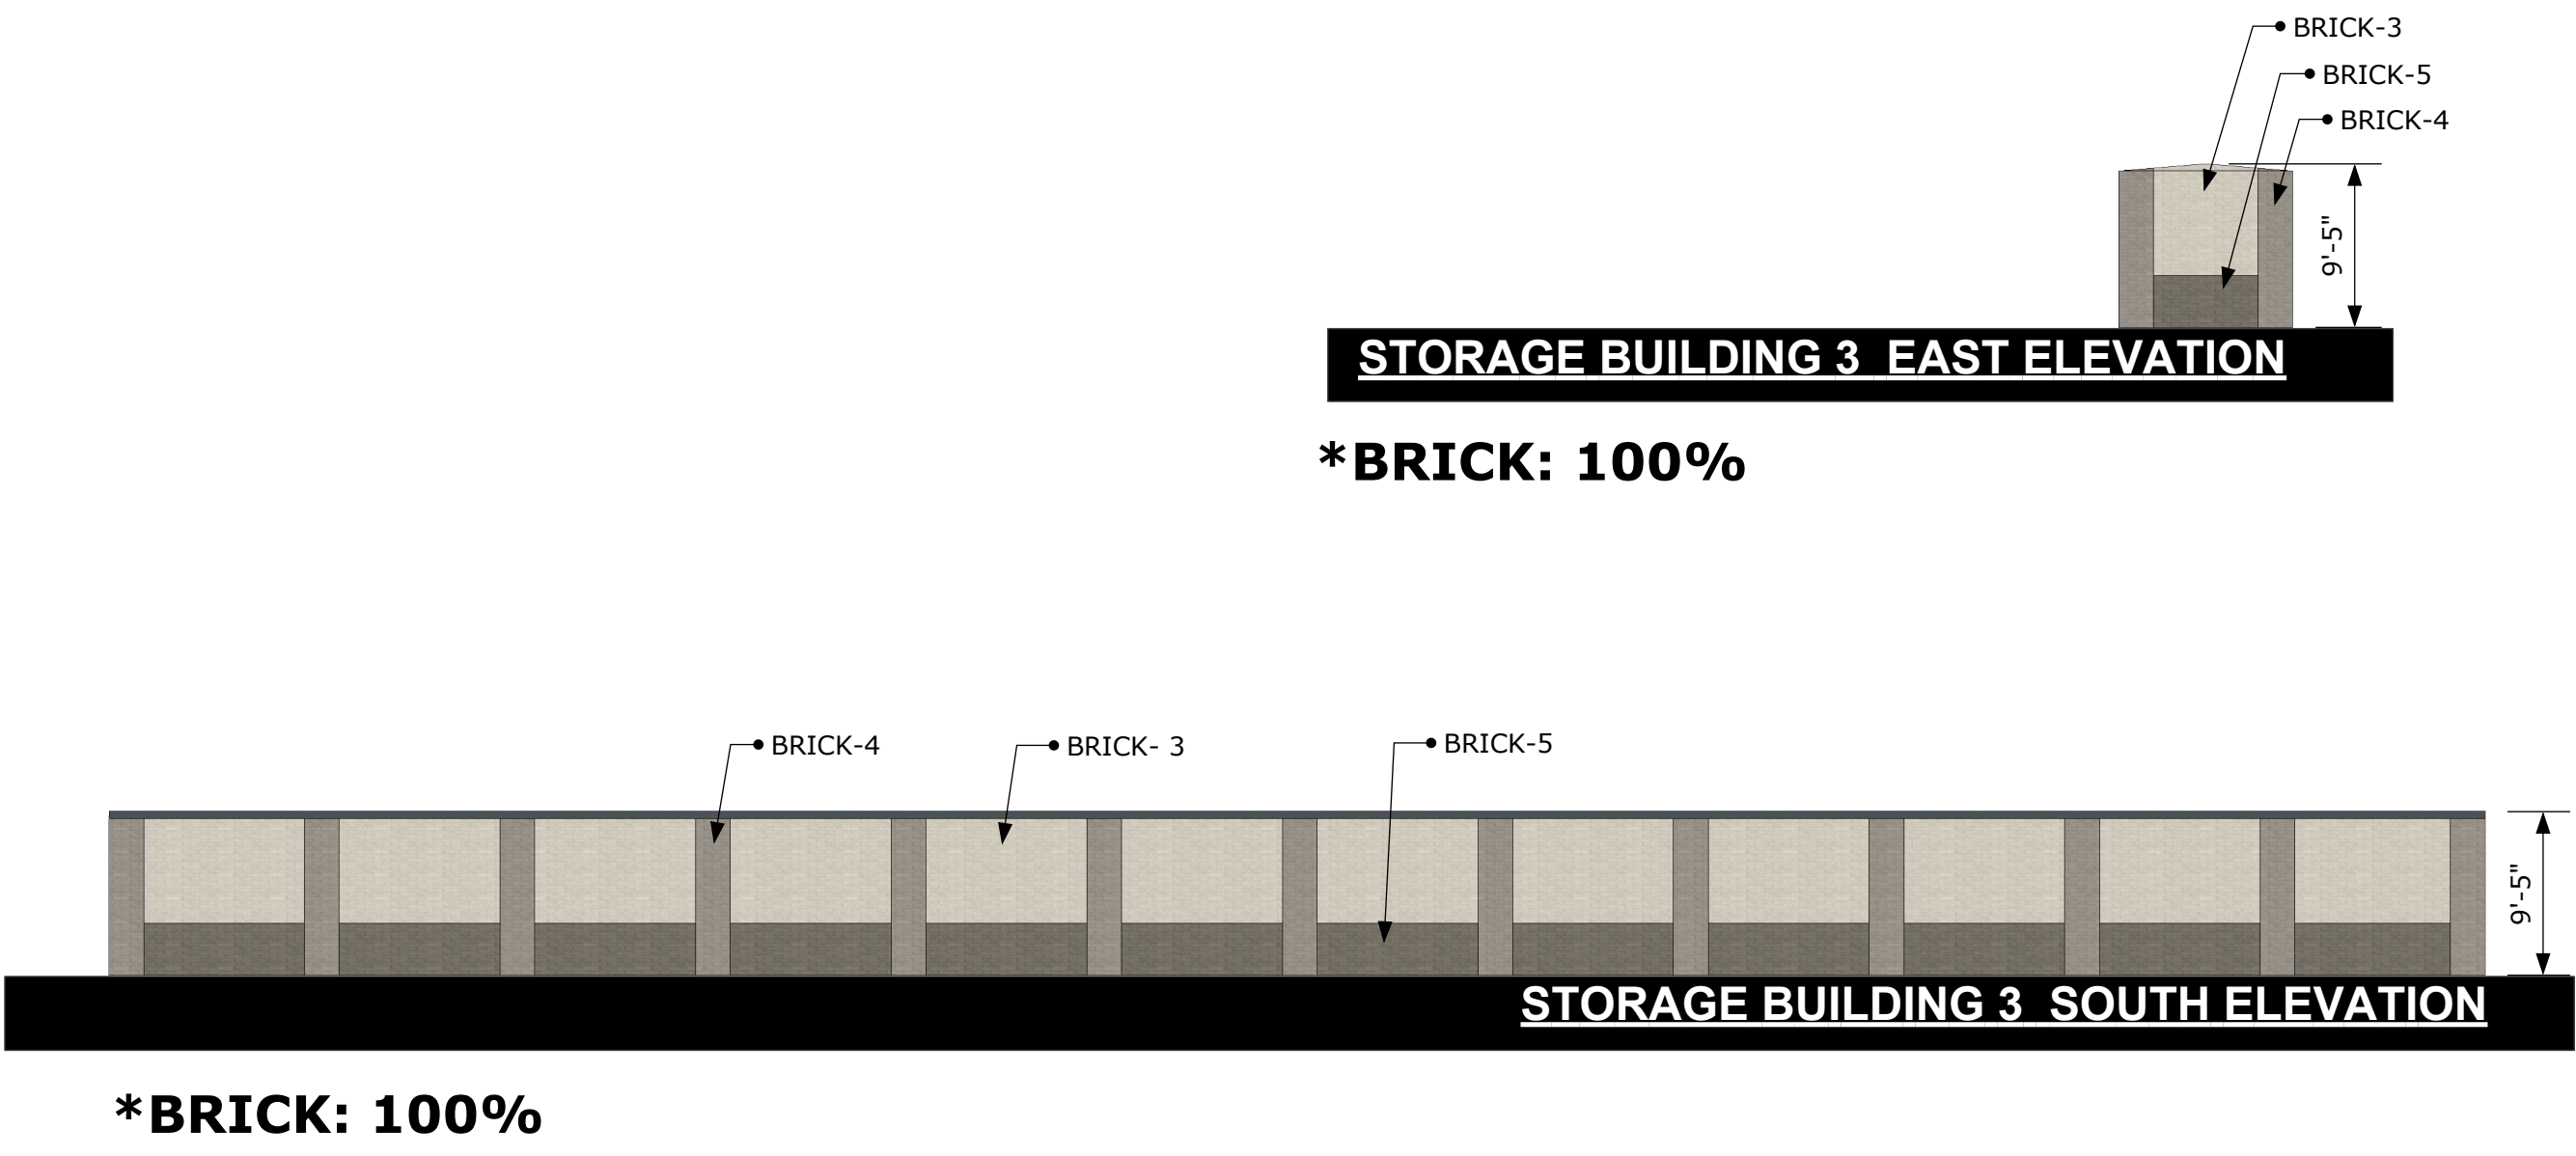 BRICK-3
BRICK-5
BRICK-4
9'-5"
STORAGE BUILDING 3  EAST ELEVATION
*BRICK: 100%
BRICK-4
BRICK- 3
BRICK-5
9'-5"
STORAGE BUILDING 3  SOUTH ELEVATION
*BRICK: 100%